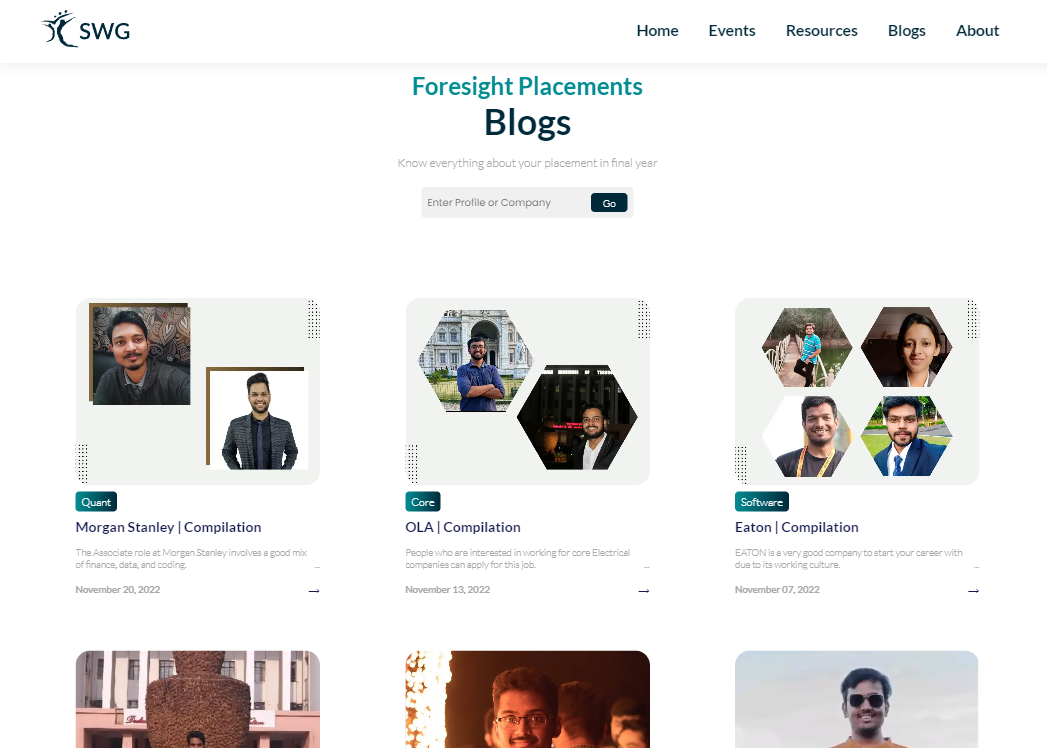 SWG
Home Events Resources Blogs About
Foresight Placements
Blogs
Know everything about your placement in final year
Enter Profile or Company Go
Quant
Morgan Stanley | Compilation
The Associate role at Morgan Stanley involves a good mix
of finance, data, and coding. ...
November 20, 2022 →
Core
OLA | Compilation
People who are interested in working for core Electrical
companies can apply for this job. ...
November 13, 2022 →
Software
Eaton | Compilation
EATON is a very good company to start your career with
due to its working culture. ...
November 07, 2022 →